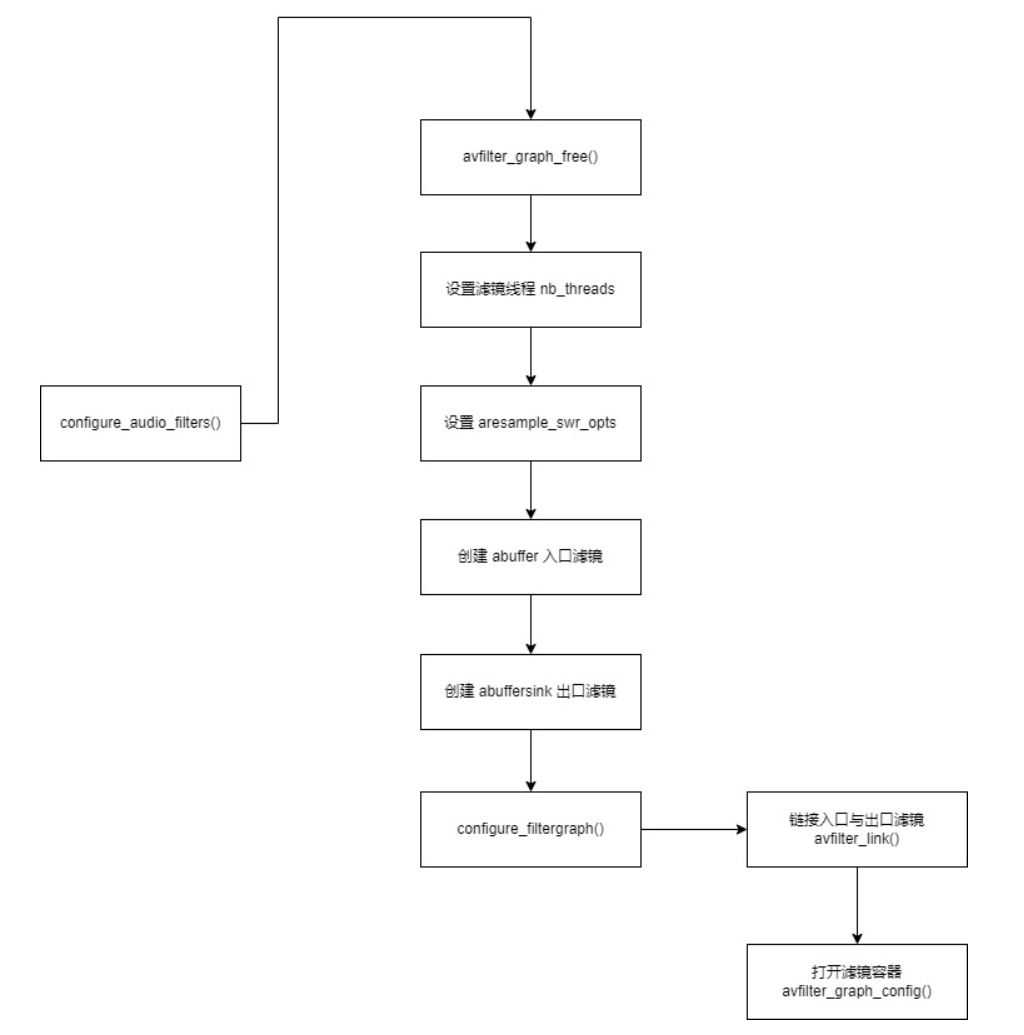 avfilter_graph_free()
设置滤镜线程 nb_threads
configure_audio_filters()
设置 aresample_swr_opts
创建 abuffer 入口滤镜
创建 abuffersink 出口滤镜
configure_filtergraph()
链接入口与出口滤镜
avfilter_link()
打开滤镜容器
avfilter_graph_config()